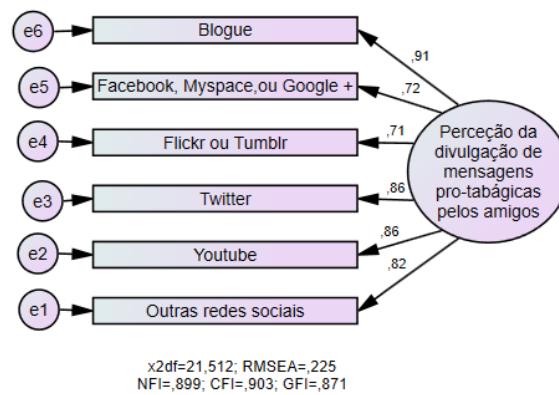 e6
Blogue
,91
e5
Facebook, Myspace,ou Google +
,72
e4
Flickr ou Tumblr
,71
Perceção da
divulgação de
mensagens
pro-tabágicas
pelos amigos
e3
Twitter
,86
e2
Youtube
,86
e1
Outras redes sociais
,82
x2df=21,512; RMSEA=,225
NFI=,899; CFI=,903; GFI=,871